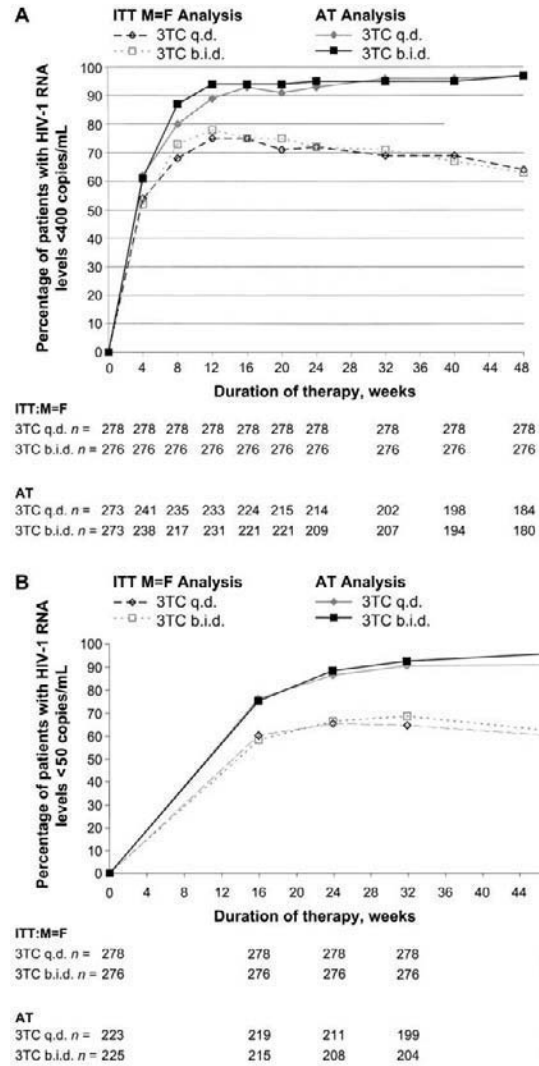 A
ITT M=F Analysis AT Analysis
3TC q.d. 3TC q.d.
3TC b.i.d. 3TC b.i.d.
Percentage of patients with HIV-1 RNA
levels <400 copies/mL
100
90
80
70
60
50
40
30
20
10
0
0 4 8 12 16 20 24 28 32 36 40 44 48
Duration of therapy, weeks
ITT:M=F
3TC q.d. n = 278 278 278 278 278 278 278 278 278 278
3TC b.i.d. n = 276 276 276 276 276 276 276 276 276 276
AT
3TC q.d. n = 273 241 235 233 224 215 214 202 198 184
3TC b.i.d. n = 273 238 217 231 221 221 209 207 194 180
B
ITT M=F Analysis AT Analysis
3TC q.d. 3TC q.d.
3TC b.i.d. 3TC b.i.d.
Percentage of patients with HIV-1 RNA
levels <50 copies/mL
100
90
80
70
60
50
40
30
20
10
0
0 4 8 12 16 20 24 28 32 36 40 44
Duration of therapy, weeks
ITT:M=F
3TC q.d. n = 278 278 278 278
3TC b.i.d. n = 276 276 276 276
AT
3TC q.d. n = 223 219 211 199
3TC b.i.d. n = 225 215 208 204